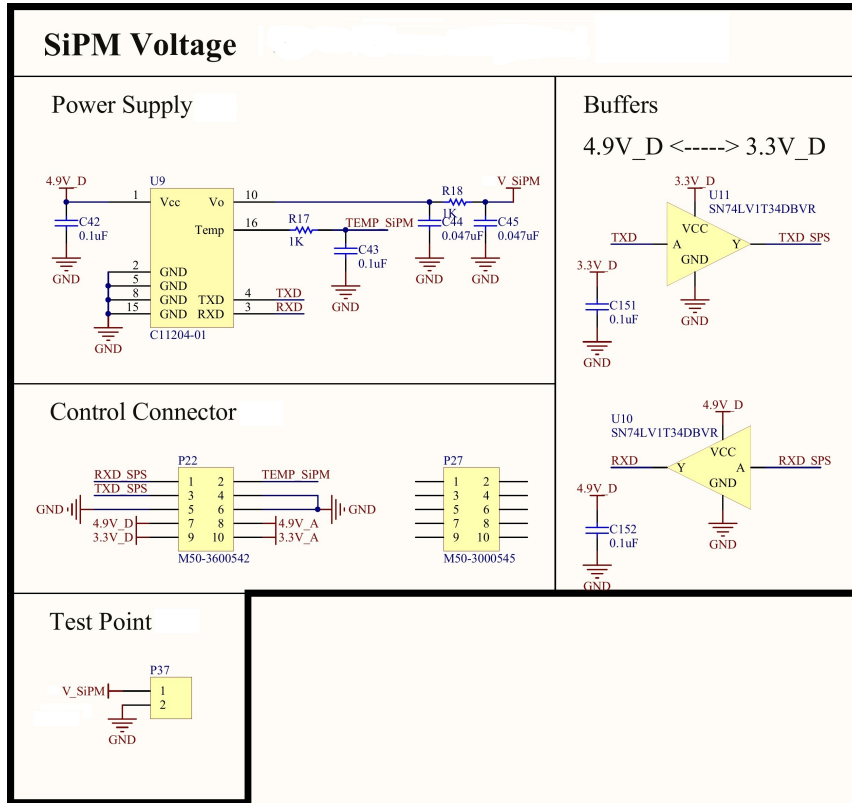 SiPM Voltage
Power Supply
4.9V_D
C42
0.1uF
GND
U9
1
Vcc
Vo
10
Temp
16
2
GND
5
GND
8
GND
15
GND
TXD
4
TXD
RXD
3
RXD
C11204-01
GND
R17
1K
TEMP_SiPM
C43
0.1uF
GND
R18
1K
V_SiPM
C44
0.047uF
GND
C45
0.047uF
GND
Buffers
4.9V_D <-----> 3.3V_D
3.3V_D
U11
SN74LV1T34DBVR
VCC
TXD
A
Y
TXD_SPS
GND
GND
3.3V_D
C151
0.1uF
GND
4.9V_D
U10
SN74LV1T34DBVR
VCC
RXD
Y
A
RXD_SPS
GND
GND
4.9V_D
C152
0.1uF
GND
Control Connector
P22
RXD_SPS
1
2
TEMP_SiPM
TXD_SPS
3
4
GND
5
6
GND
4.9V_D
7
8
4.9V_A
3.3V_D
9
10
3.3V_A
M50-3600542
P27
1
2
3
4
5
6
7
8
9
10
M50-3000545
Test Point
P37
V_SiPM
1
2
GND